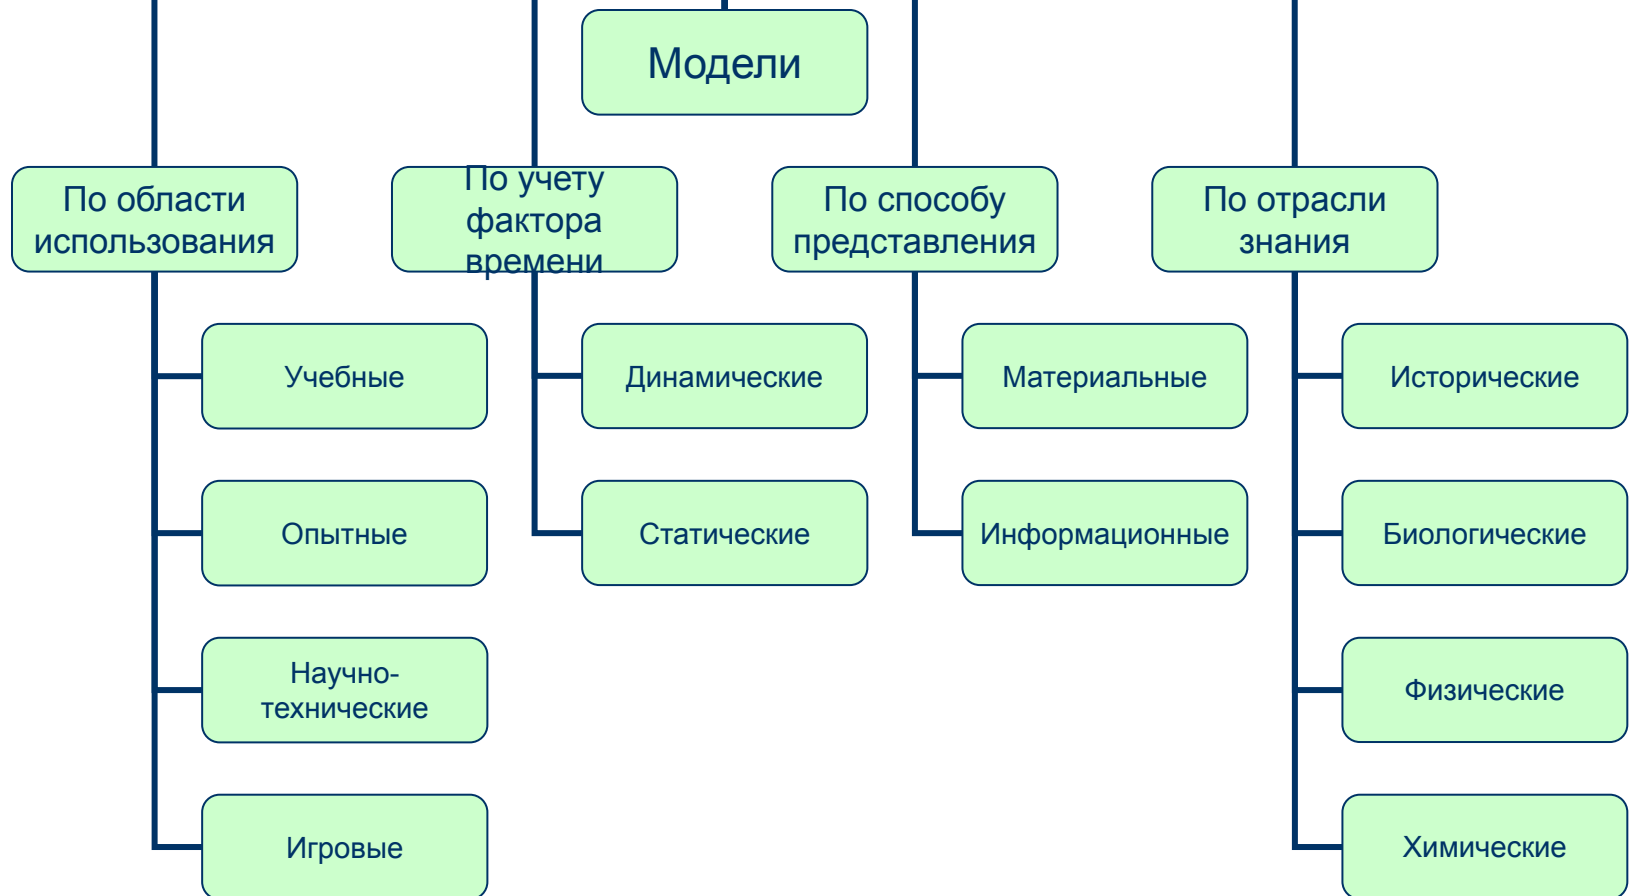 Модели
По области
использования
По учету
фактора
времени
По способу
представления
По отрасли
знания
Учебные
Опытные
Научно-
технические
Игровые
Динамические
Статические
Материальные
Информационные
Исторические
Биологические
Физические
Химические